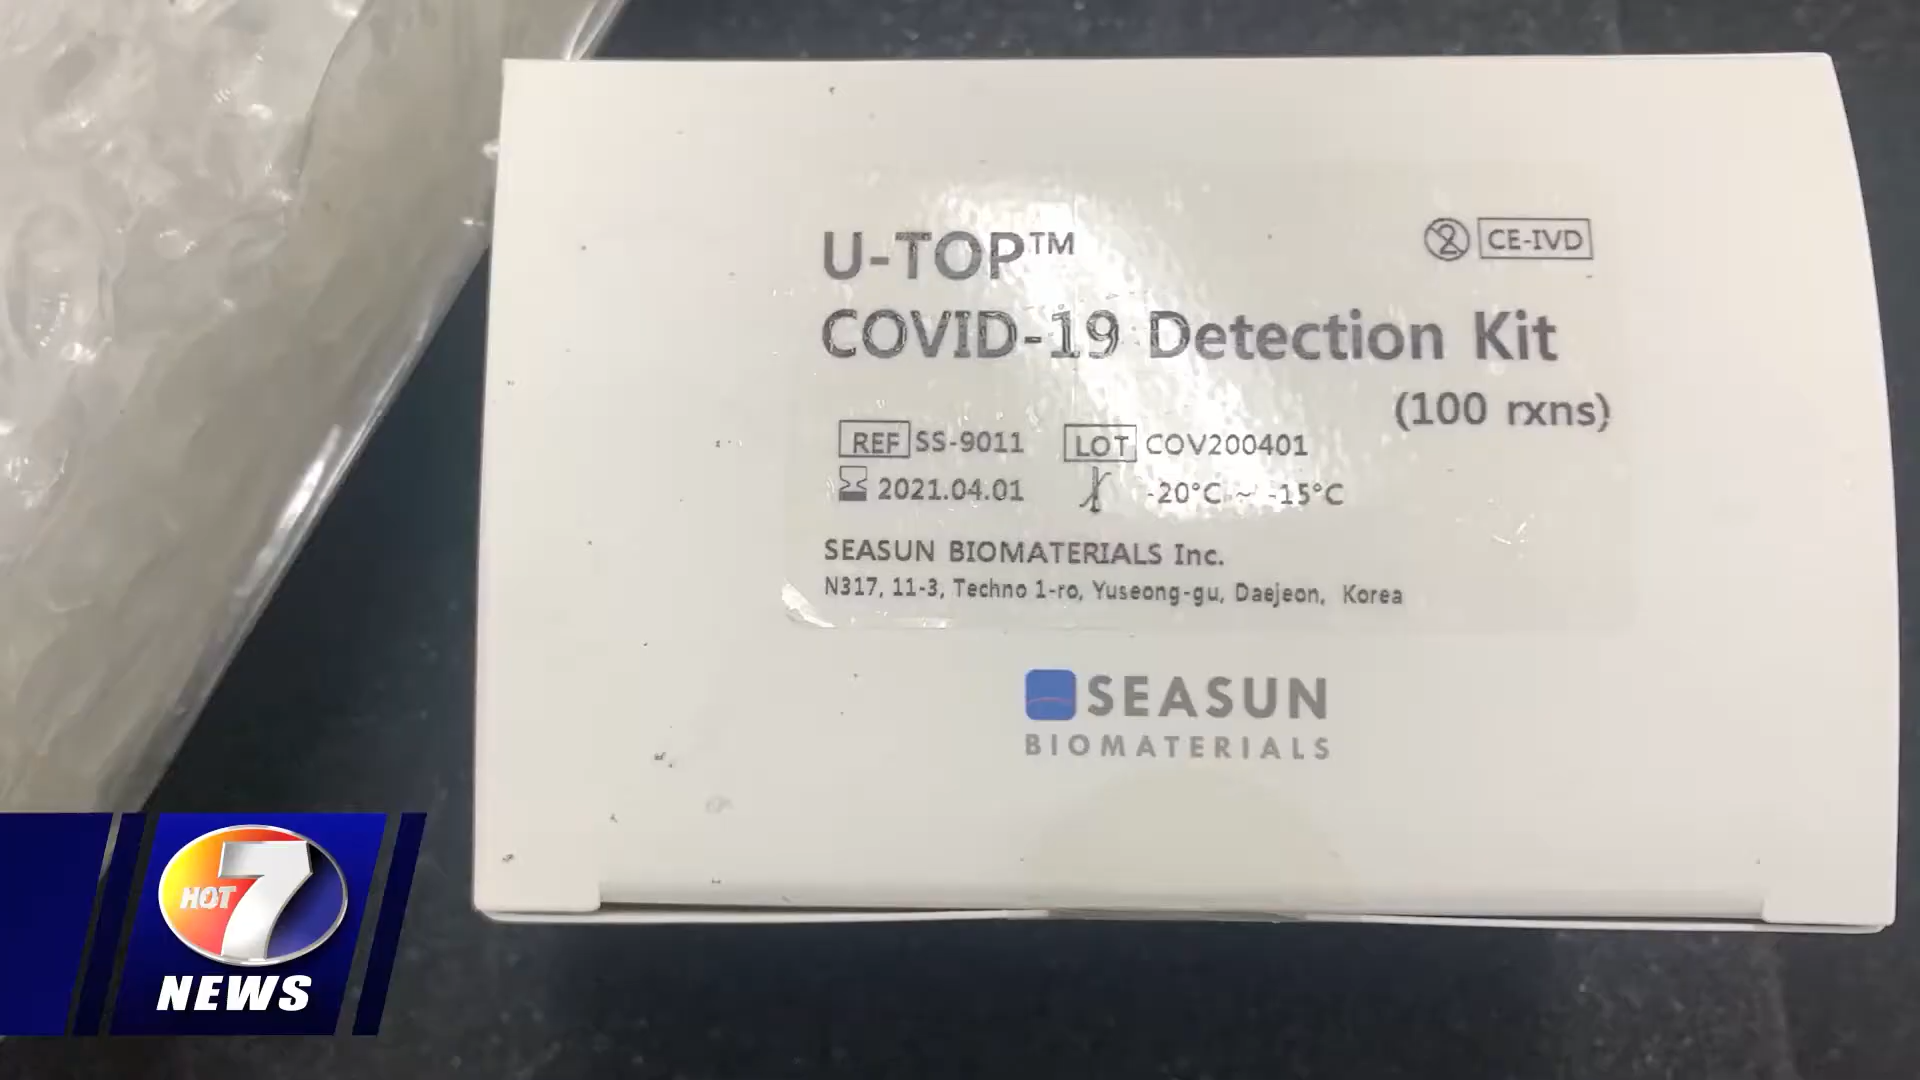 U-TOP™
CE-IVD
COVID-19 Detection Kit
(100 rxns)
REF SS-9011 LOT COV200401
2021.04.01 -20°C ~ -15°C
SEASUN BIOMATERIALS Inc.
N317, 11-3, Techno 1-ro, Yuseong-gu, Daejeon, Korea
SEASUN
BIOMATERIALS
HOT 7
NEWS